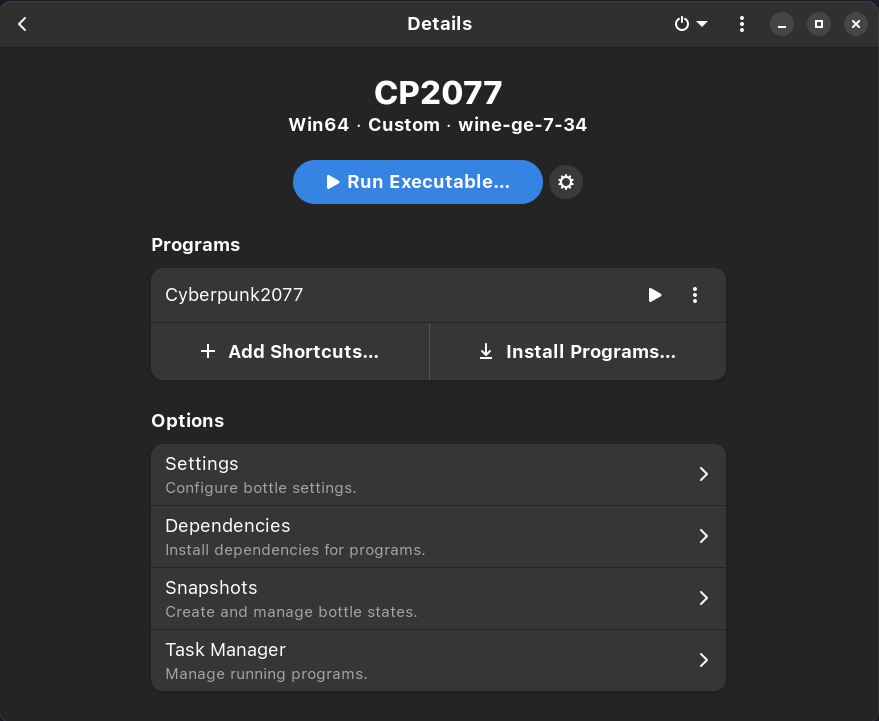 Details
CP2077
Win64 · Custom · wine-ge-7-34
Run Executable...
Programs
Cyberpunk2077
Add Shortcuts...
Install Programs...
Options
Settings
Configure bottle settings.
Dependencies
Install dependencies for programs.
Snapshots
Create and manage bottle states.
Task Manager
Manage running programs.